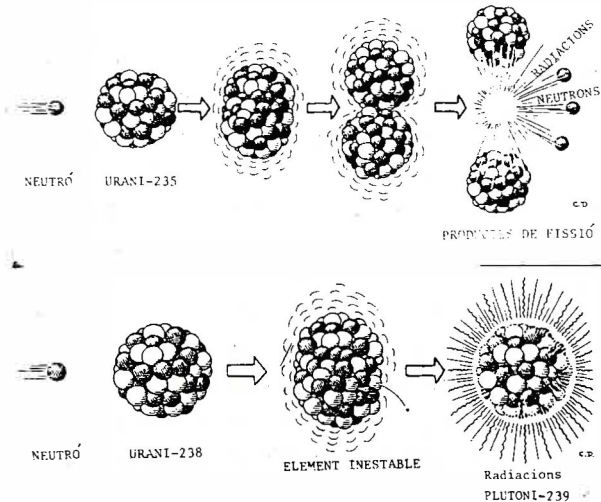 RADIACIONS
NEUTRONS
NEUTRÓ
URANI-235
C.D.
PRODUCTES DE FISSIÓ
NEUTRÓ
URANI-238
ELEMENT INESTABLE
C.D.
Radiacions
PLUTONI-239